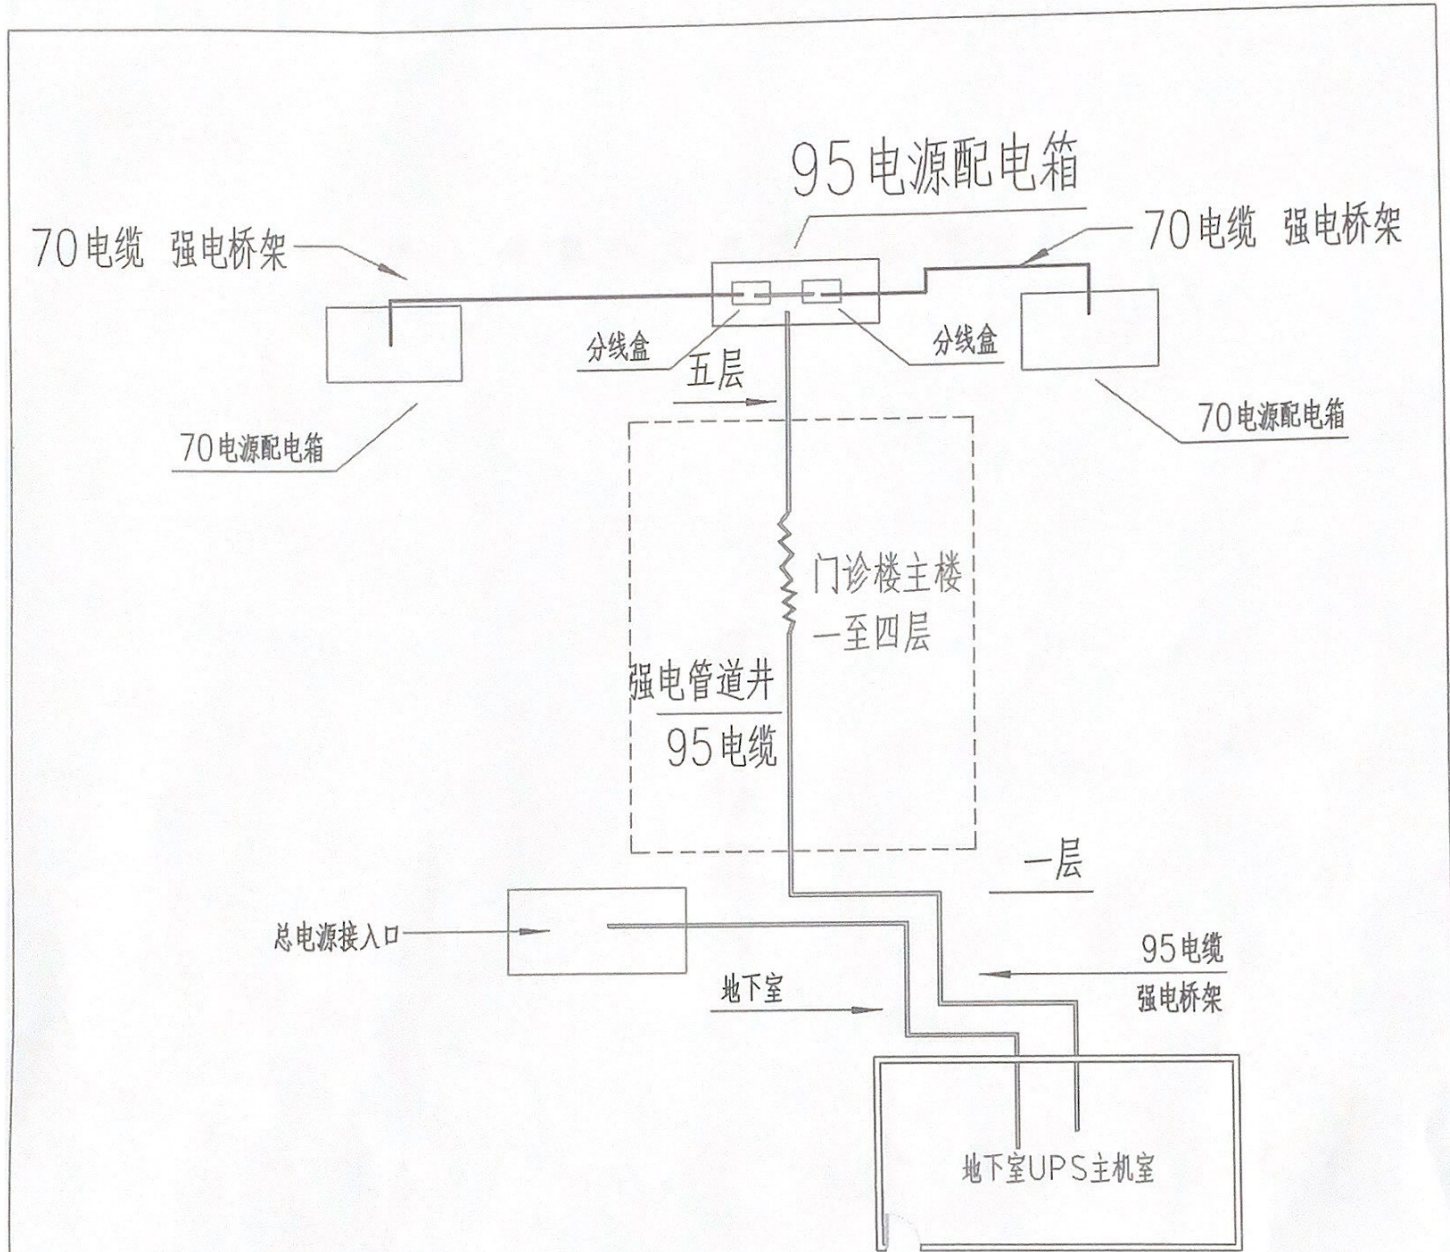 95电源配电箱
70电缆 强电桥架
70电缆 强电桥架
分线盒
分线盒
五层
70电源配电箱
70电源配电箱
门诊楼主楼
一至四层
强电管道井
95电缆
一层
总电源接入口
95电缆
强电桥架
地下室
地下室UPS主机室